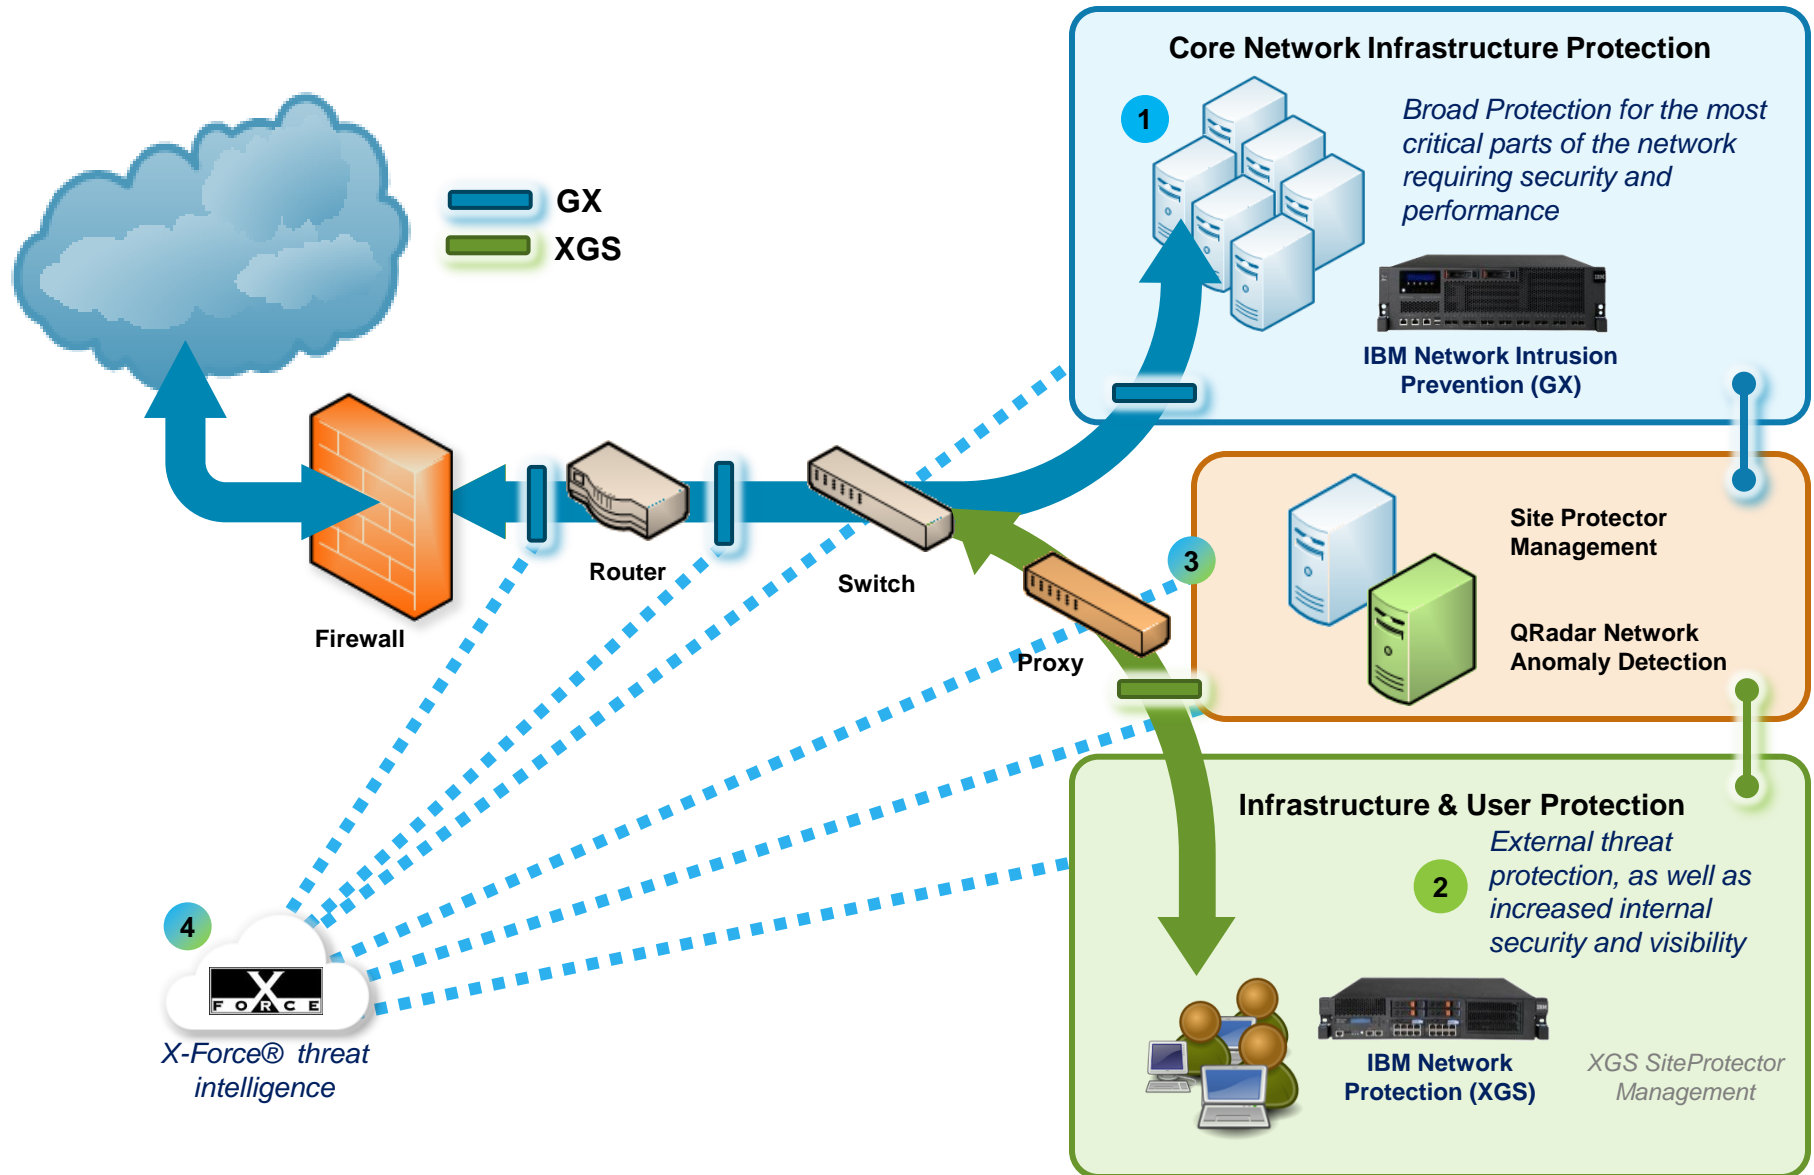 Core Network Infrastructure Protection
1
Broad Protection for the most
critical parts of the network
requiring security and
performance
GX
XGS
IBM Network Intrusion
Prevention (GX)
Router
Switch
Firewall
3
Site Protector
Management
QRadar Network
Anomaly Detection
Proxy
Infrastructure & User Protection
2
External threat
protection, as well as
increased internal
security and visibility
4
X
FORCE
X-Force® threat
intelligence
IBM Network
Protection (XGS)
XGS SiteProtector
Management